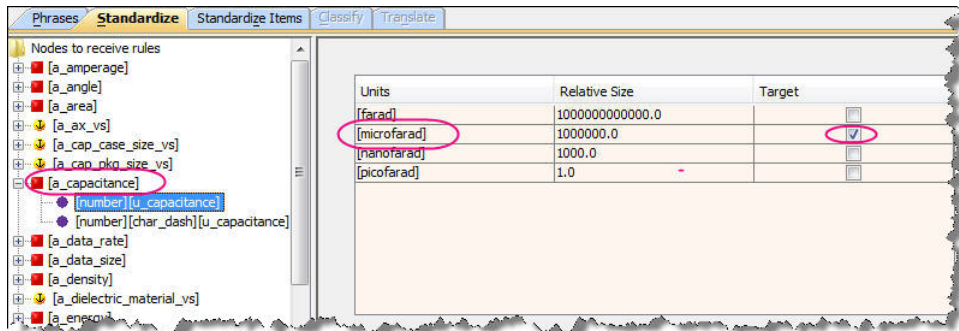 Phrases Standardize Standardize Items Classify Translate
Nodes to receive rules
[a_amperage]
[a_angle]
[a_area]
[a_ax_vs]
[a_cap_case_size_vs]
[a_cap_pkg_size_vs]
[a_capacitance]
[number][u_capacitance]
[number][char_dash][u_capacitance]
[a_data_rate]
[a_data_size]
[a_density]
[a_dielectric_material_vs]
[a_energy]
Units Relative Size Target
[farad] 1000000000000.0
[microfarad] 1000000.0
[nanofarad] 1000.0
[picofarad] 1.0